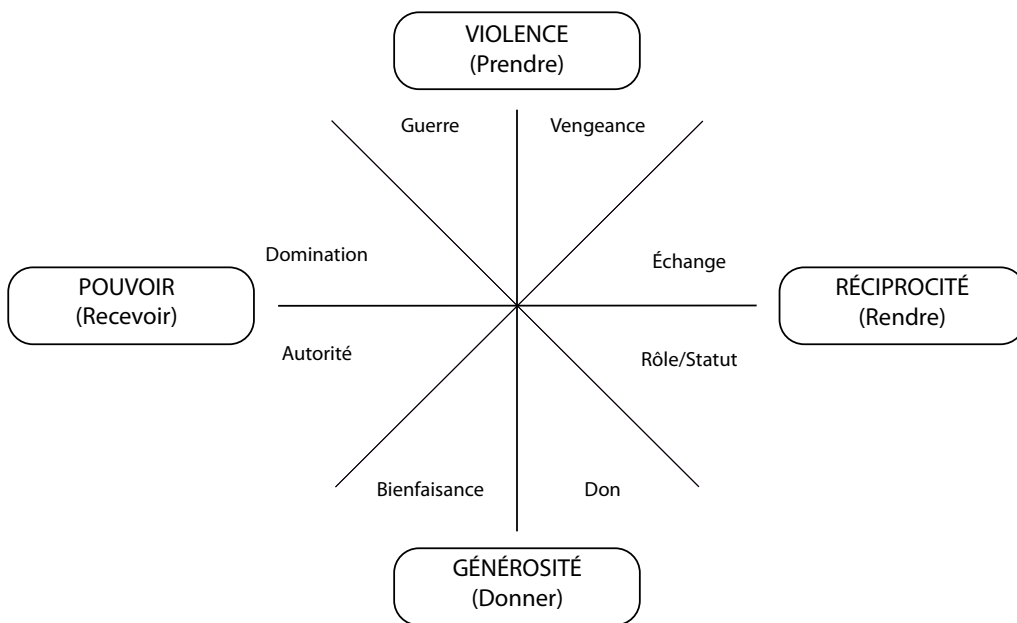 VIOLENCE
(Prendre)
Guerre
Vengeance
Domination
Échange
POUVOIR
(Recevoir)
RÉCIPROCITÉ
(Rendre)
Autorité
Rôle/Statut
Bienfaisance
Don
GÉNÉROSITÉ
(Donner)